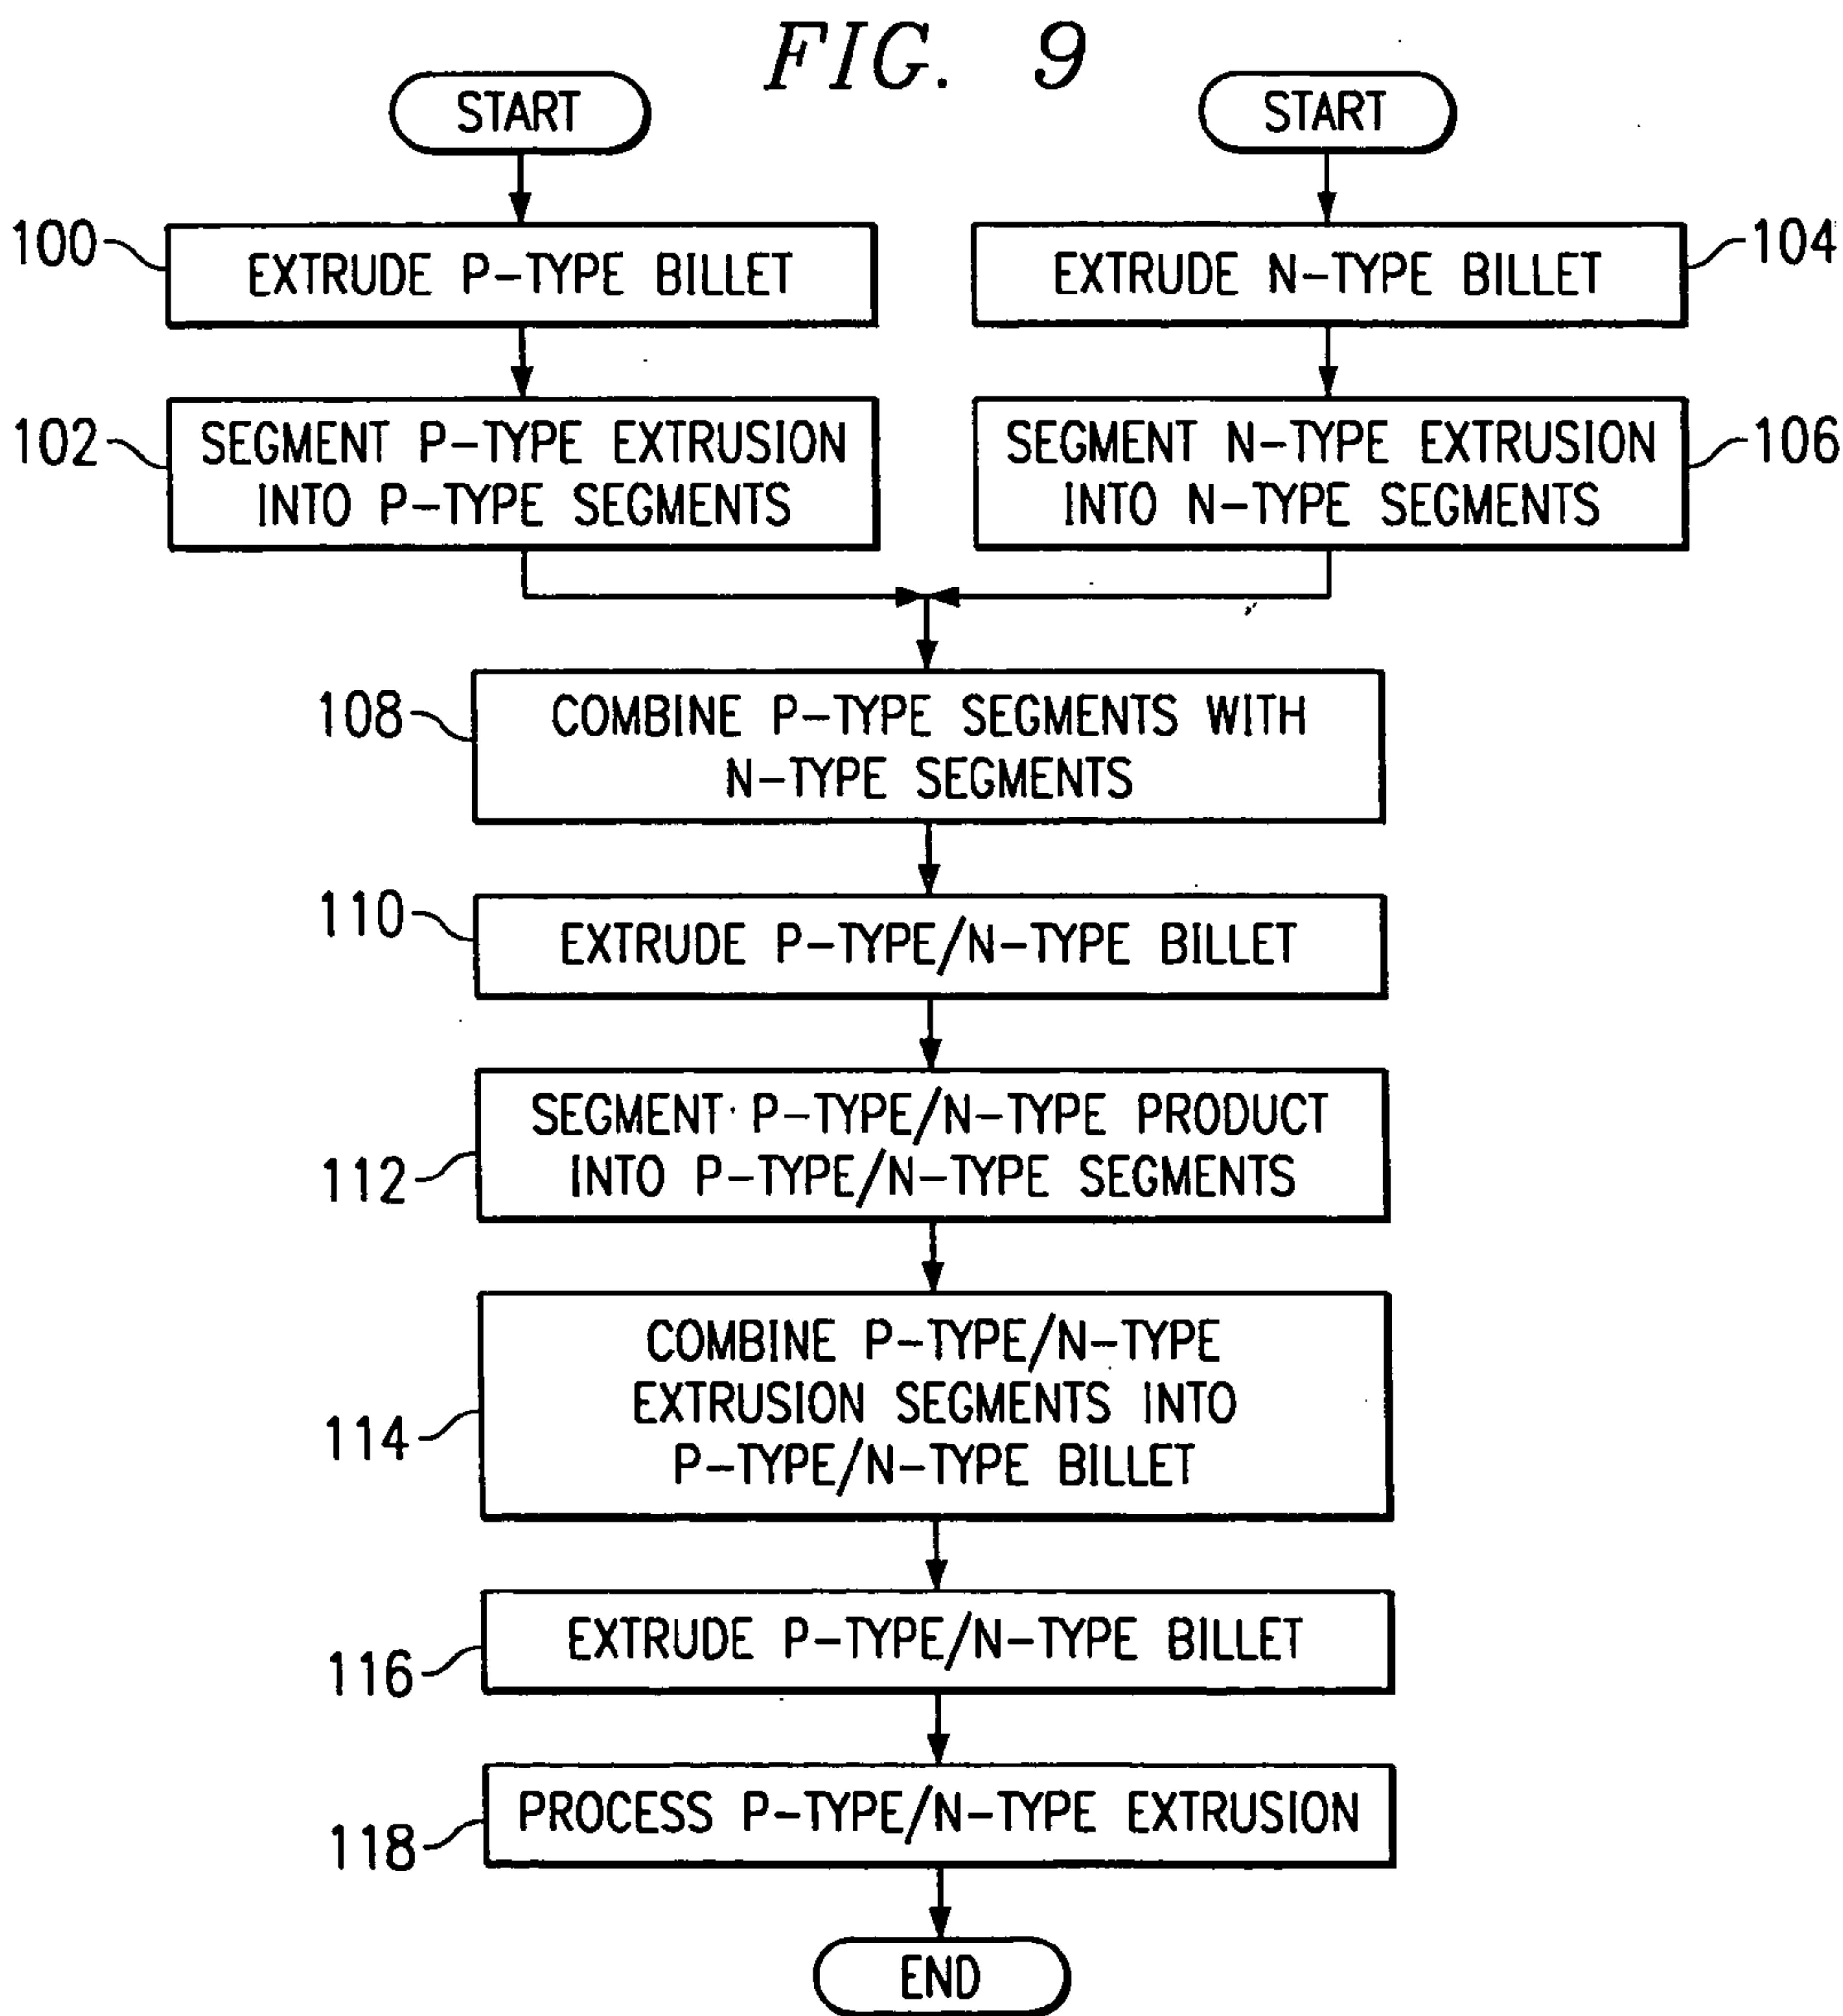 FIG. 9
START
START
100
EXTRUDE P-TYPE BILLET
EXTRUDE N-TYPE BILLET
104
102
SEGMENT P-TYPE EXTRUSION
INTO P-TYPE SEGMENTS
SEGMENT N-TYPE EXTRUSION
INTO N-TYPE SEGMENTS
106
108
COMBINE P-TYPE SEGMENTS WITH
N-TYPE SEGMENTS
110
EXTRUDE P-TYPE/N-TYPE BILLET
112
SEGMENT P-TYPE/N-TYPE PRODUCT
INTO P-TYPE/N-TYPE SEGMENTS
114
COMBINE P-TYPE/N-TYPE
EXTRUSION SEGMENTS INTO
P-TYPE/N-TYPE BILLET
116
EXTRUDE P-TYPE/N-TYPE BILLET
118
PROCESS P-TYPE/N-TYPE EXTRUSION
END